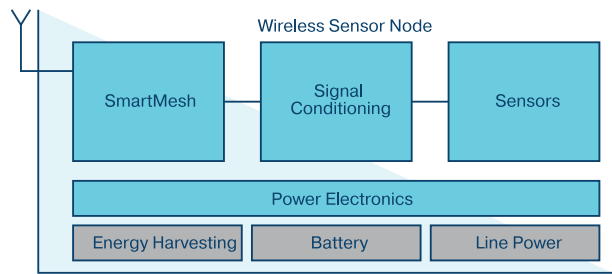 Wireless Sensor Node
SmartMesh
Signal
Conditioning
Sensors
Power Electronics
Energy Harvesting
Battery
Line Power